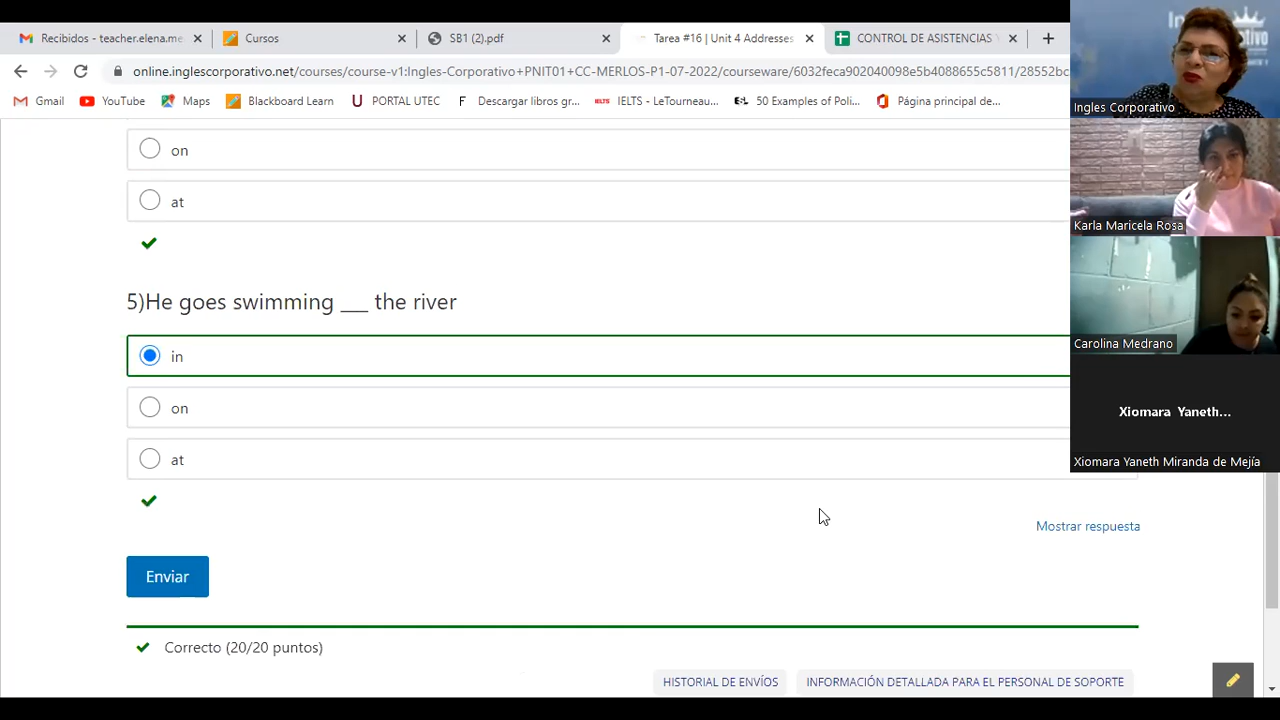 Recibidos - teacher.elena.me
Cursos
SB1 (2).pdf
Tarea #16 | Unit 4 Addresses
CONTROL DE ASISTENCIAS Y
online.inglescorporativo.net/courses/course-v1:Ingles-Corporativo+PNIT01+CC-MERLOS-P1-07-2022/courseware/6032feca902040098e5b4088655c5811/28552bc
Gmail
YouTube
Maps
Blackboard Learn
U PORTAL UTEC
F Descargar libros gr...
IELTS IELTS - LeTourneau...
ESL 50 Examples of Pol...
Página principal de...
on
at
5)He goes swimming ___ the river
in
on
at
Mostrar respuesta
Enviar
Correcto (20/20 puntos)
HISTORIAL DE ENVÍOS
INFORMACIÓN DETALLADA PARA EL PERSONAL DE SOPORTE
Ingles Corporativo
Karla Maricela Rosa
Carolina Medrano
Xiomara Yaneth...
Xiomara Yaneth Miranda de Mejía